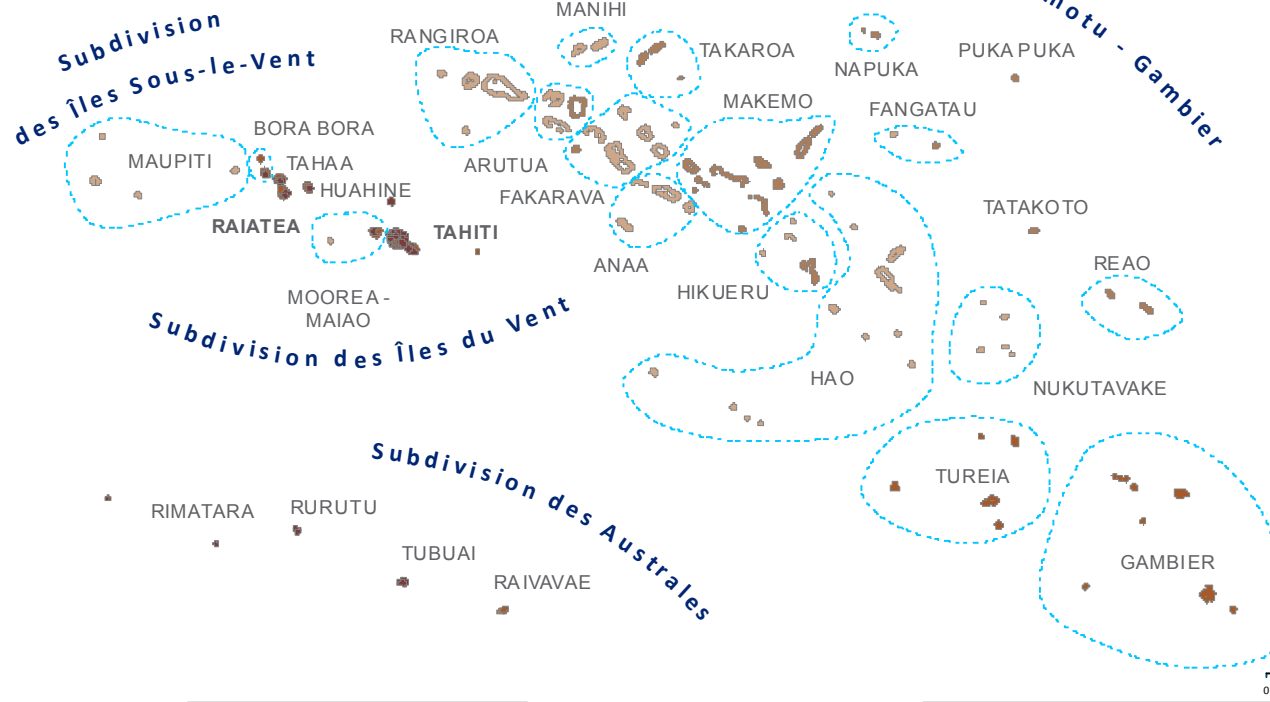 MANIHI
Subdivision
des Îles Sous-le-Vent
RANGIROA
TAKAROA
NAPUKA
PUKA PUKA
motu - Gambier
MAKEMO
FANGATAU
BORA BORA
MAUPITI
TAHAA
ARUTUA
HUAHINE
FAKARAVA
TATAKOTO
RAIATEA
TAHITI
ANAA
REAO
HIKUERU
MOOREA -
MAIAO
Subdivision des Îles du Vent
HAO
NUKUTAVAKE
Subdivision des Australes
TUREIA
RIMATARA
RURUTU
TUBUAI
RAIVAVAE
GAMBIER
0